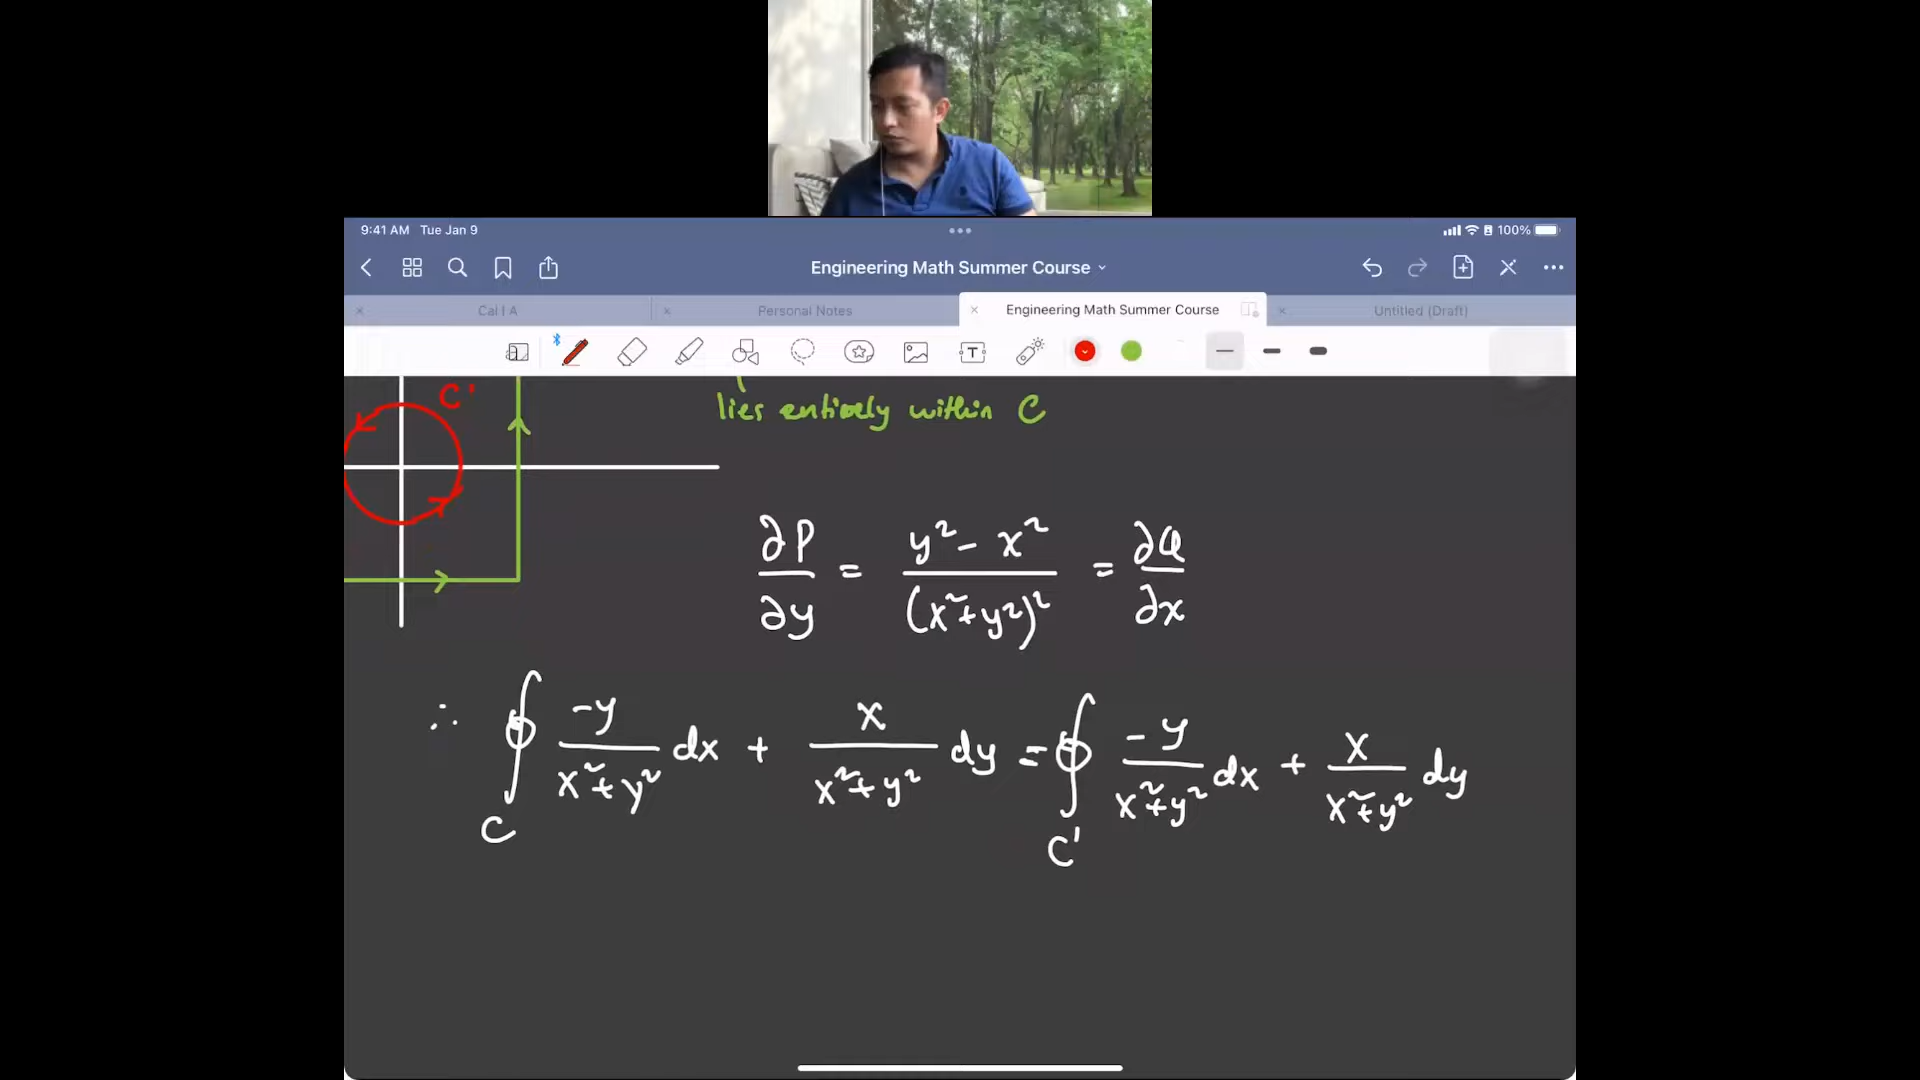 9:41 AM Tue Jan 9
100%
Engineering Math Summer Course
Cal I A
Personal Notes
Engineering Math Summer Course
Untitled (Draft)
T
C'
lies entirely within C
∂P/∂y = (y² - x²)/(x²+y²)² = ∂Q/∂x
∴ ∮_C -y/(x²+y²) dx + x/(x²+y²) dy = ∮_C' -y/(x²+y²) dx + x/(x²+y²) dy